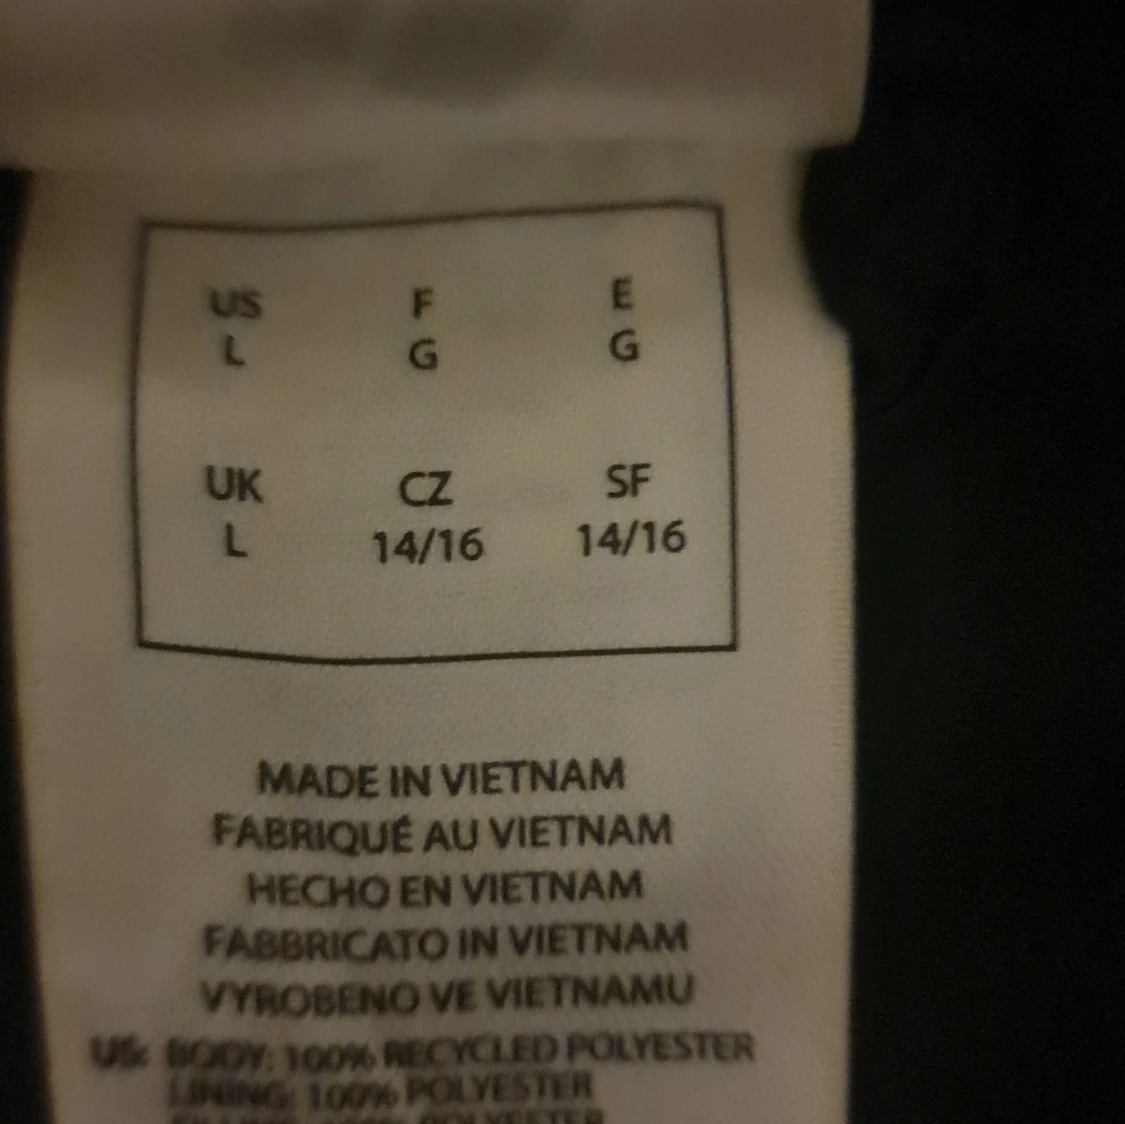 US F E
L G G
UK CZ SF
L 14/16 14/16
MADE IN VIETNAM
FABRIQUÉ AU VIETNAM
HECHO EN VIETNAM
FABBRICATO IN VIETNAM
VYROBENO VE VIETNAMU
US: BODY: 100% RECYCLED POLYESTER
LINING: 100% POLYESTER
POLYESTER